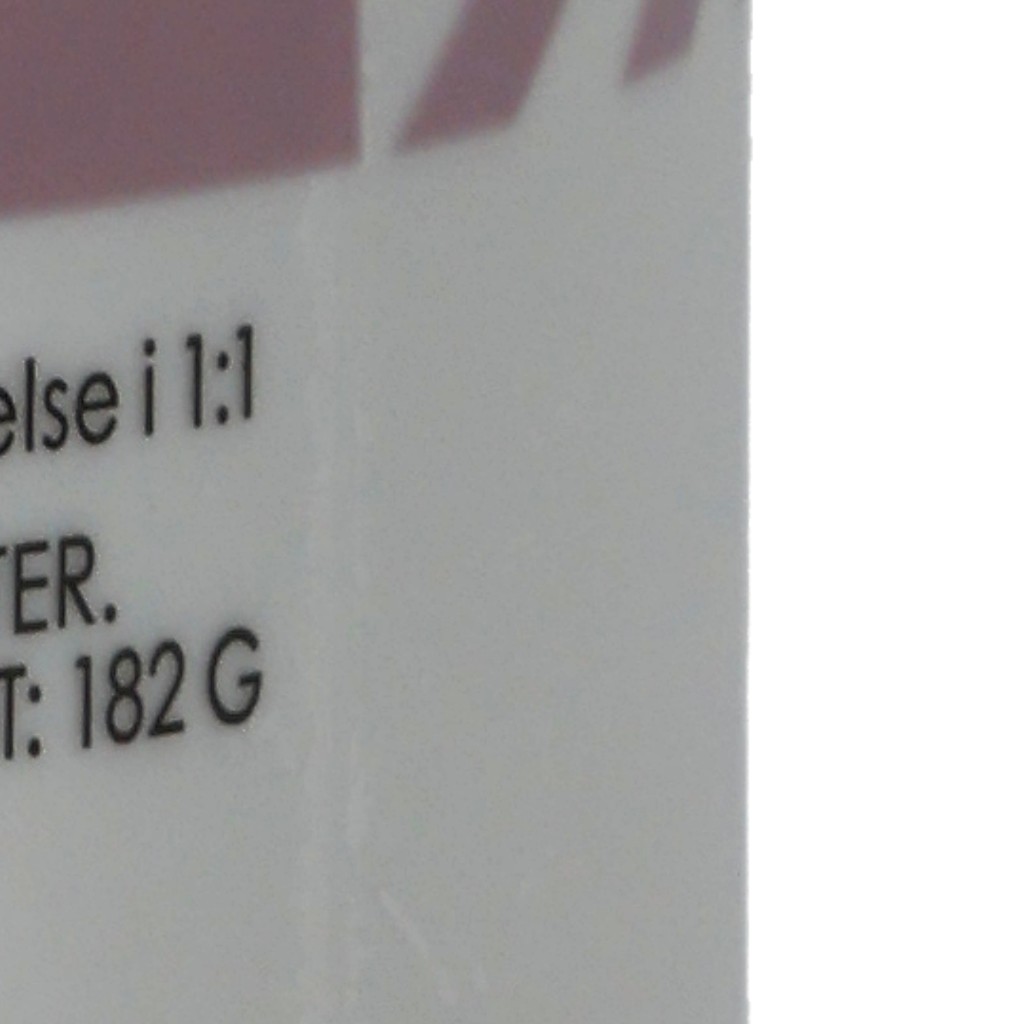 else i 1:1
TER.
T: 182 G